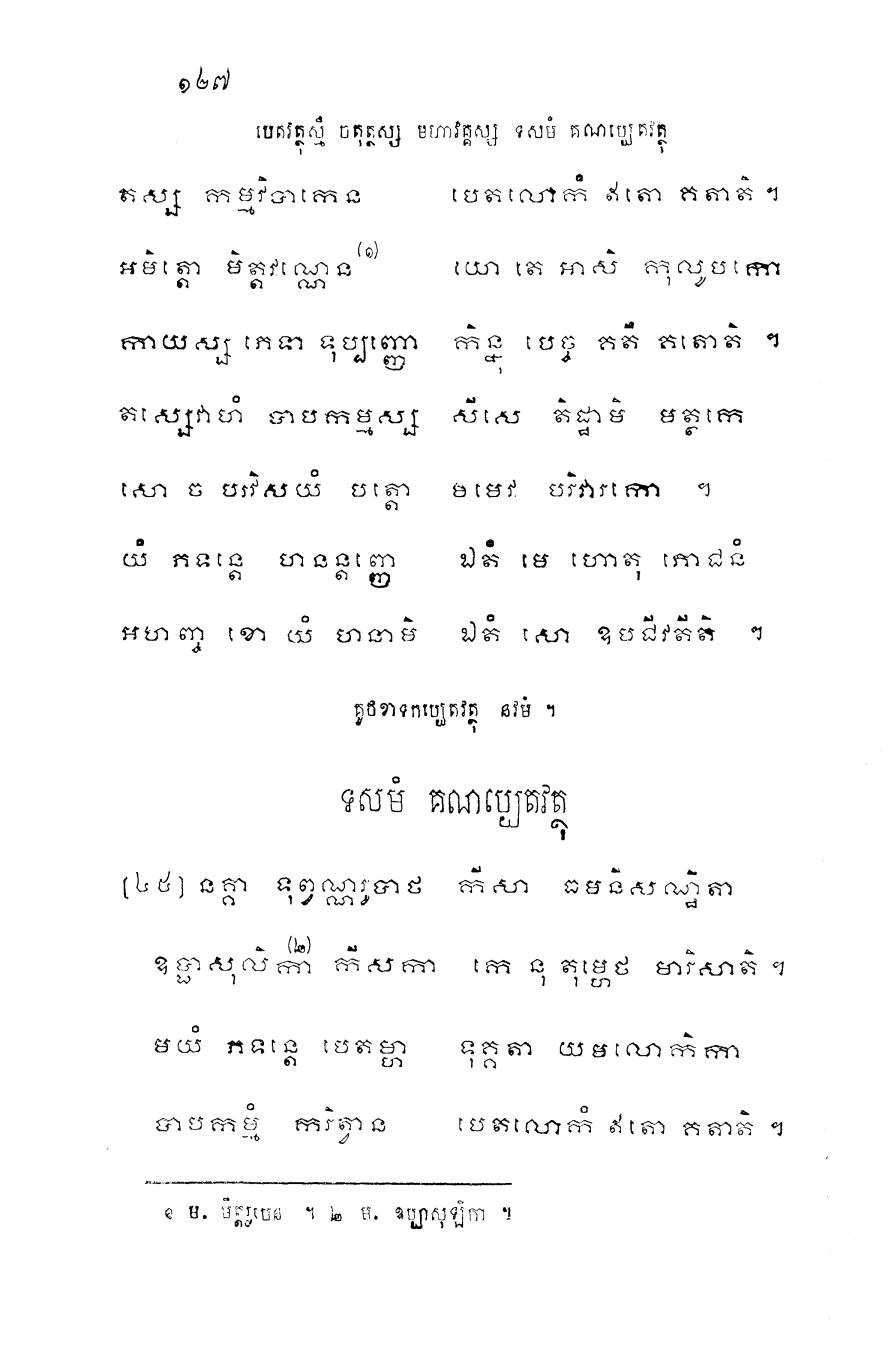 ១២៧
បេតវត្ថុស្មឹ ចតុត្ថស្ស មហាវគ្គស្ស ទសមំ គណប្បេតវត្ថុ
តស្ស កម្មវិបាកេន បេតលោកំ ឥតោ គតាតិ ។
អមិត្តោ មិត្តវណ្ណេន(១) យោ តេ អាសិ កុលូបកោ
កាយស្ស ភេទា ទុប្បញ្ញោ កិន្នុ បេច្ច គតឹ គតោតិ ។
តស្សេវាហំ បាបកម្មស្ស សីសេ តិដ្ឋាមិ មត្ថកេ
សោ ច បរវិសយំ បត្តោ មមេវ បរិវារកោ ។
យំ ភទន្តេ ហនន្តញ្ញេ ឯតំ មេ ហោតុ ភោជនំ
អហញ្ច ខោ យំ ហនាមិ ឯតំ សោ ឧបជីវតីតិ ។
គូថខាទកប្បេតវត្ថុ នវមំ ។
ទសមំ គណប្បេតវត្ថុ
[៤៥] នគ្គា ទុព្វណ្ណរូបាថ កីសា ធមនិសណ្ឋិតា
ឧប្ផាសុលិកា(២) កីសកា កេ នុ តុម្ហេថ មារិសាតិ ។
មយំ ភទន្តេ បេតម្ហា ទុគ្គតា យមលោកិកា
បាបកម្មំ ករិត្វាន បេតលោកំ ឥតោ គតាតិ ។
១ ម. មិត្តរូបេន ។ ២ ម. ឧប្ផាសុឡិកា ។